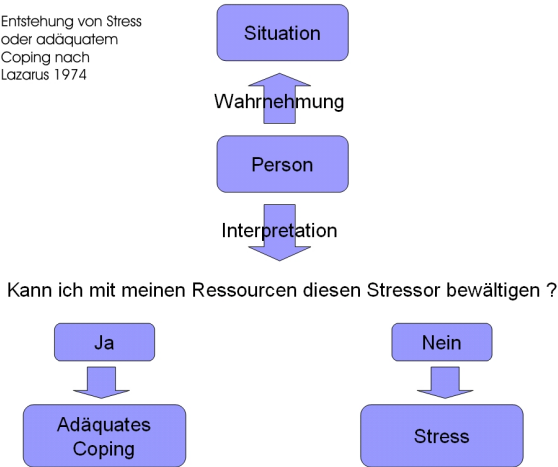 Entstehung von Stress
oder adäquatem
Coping nach
Lazarus 1974
Situation
Wahrnehmung
Person
Interpretation
Kann ich mit meinen Ressourcen diesen Stressor bewältigen ?
Ja
Nein
Adäquates
Coping
Stress